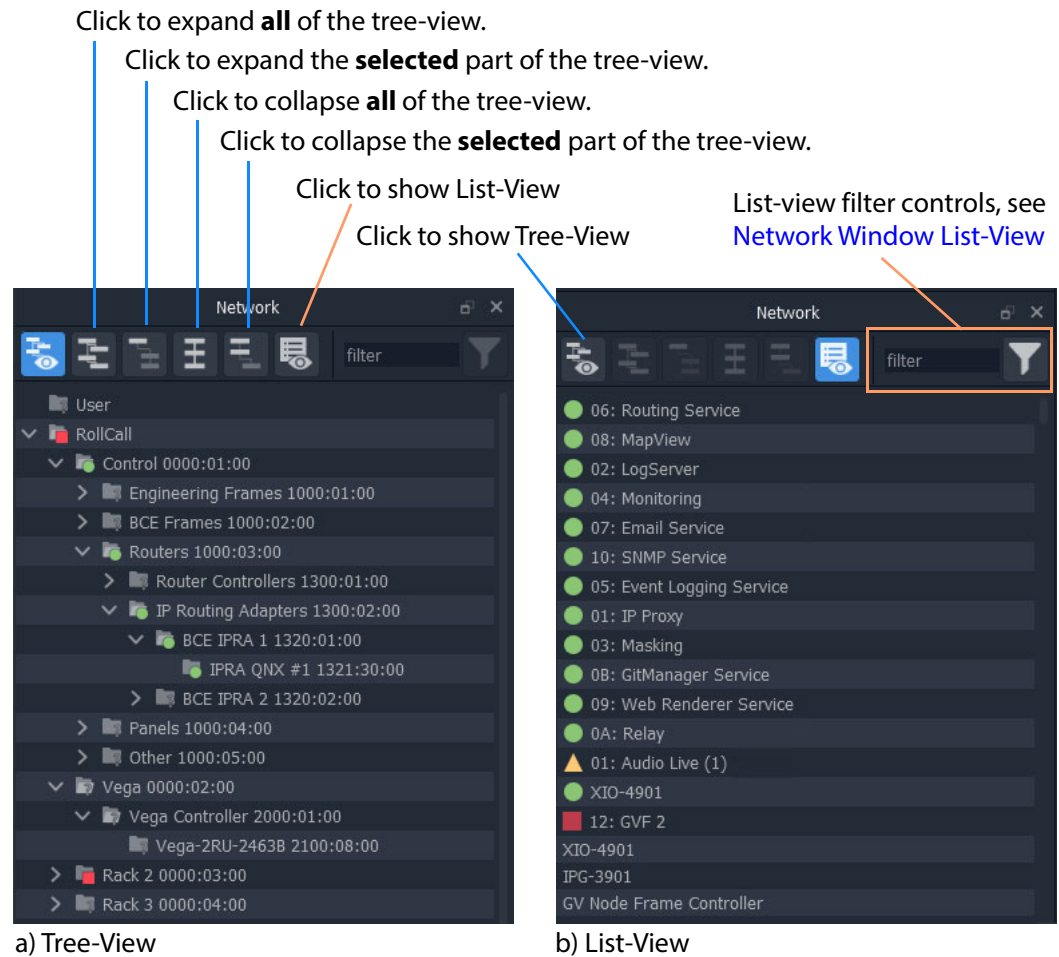 Click to expand all of the tree-view.
Click to expand the selected part of the tree-view.
Click to collapse all of the tree-view.
Click to collapse the selected part of the tree-view.
Click to show List-View
Click to show Tree-View
List-view filter controls, see
Network Window List-View
Network
filter
User
RollCall
Control 0000:01:00
Engineering Frames 1000:01:00
BCE Frames 1000:02:00
Routers 1000:03:00
Router Controllers 1300:01:00
IP Routing Adapters 1300:02:00
BCE IPRA 1 1320:01:00
IPRA QNX #1 1321:30:00
BCE IPRA 2 1320:02:00
Panels 1000:04:00
Other 1000:05:00
Vega 0000:02:00
Vega Controller 2000:01:00
Vega-2RU-2463B 2100:08:00
Rack 2 0000:03:00
Rack 3 0000:04:00
a) Tree-View
Network
filter
06: Routing Service
08: MapView
02: LogServer
04: Monitoring
07: Email Service
10: SNMP Service
05: Event Logging Service
01: IP Proxy
03: Masking
0B: GitManager Service
09: Web Renderer Service
0A: Relay
01: Audio Live (1)
XIO-4901
12: GVF 2
XIO-4901
IPG-3901
GV Node Frame Controller
b) List-View